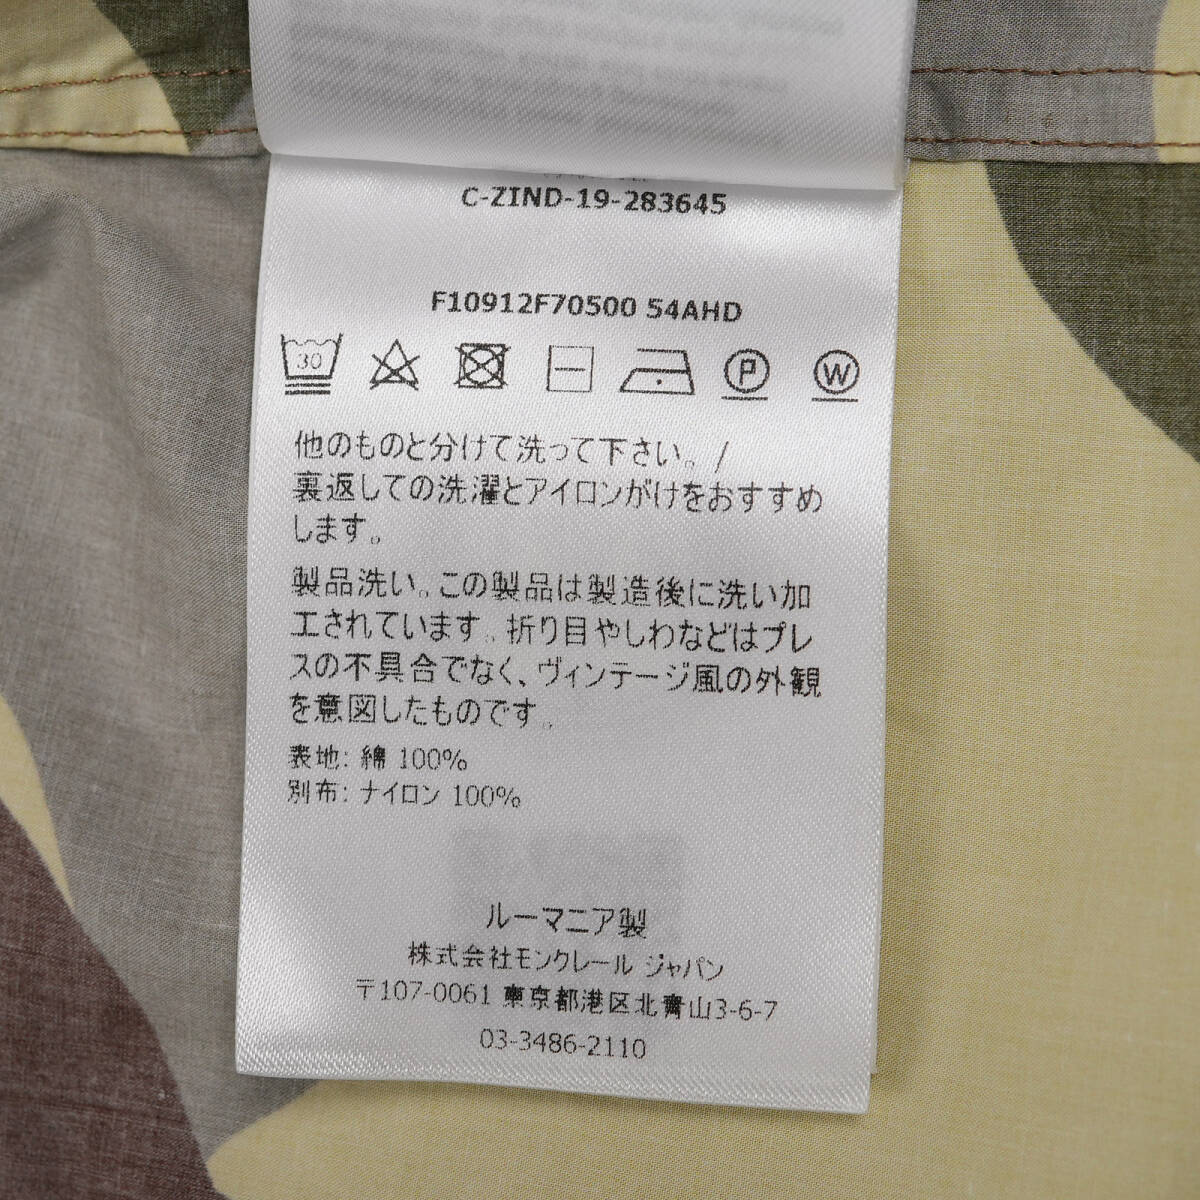 C-ZIND-19-283645
F10912F70500 54AHD
30 P W
他のものと分けて洗って下さい。/
裏返しての洗濯とアイロンがけをおすすめ
します。
製品洗い。この製品は製造後に洗い加
工されています。折り目やしわなどはプレ
スの不具合でなく、ヴィンテージ風の外観
を意図したものです。
表地: 綿 100%
別布: ナイロン 100%
ルーマニア製
株式会社モンクレール ジャパン
〒107-0061 東京都港区北青山3-6-7
03-3486-2110